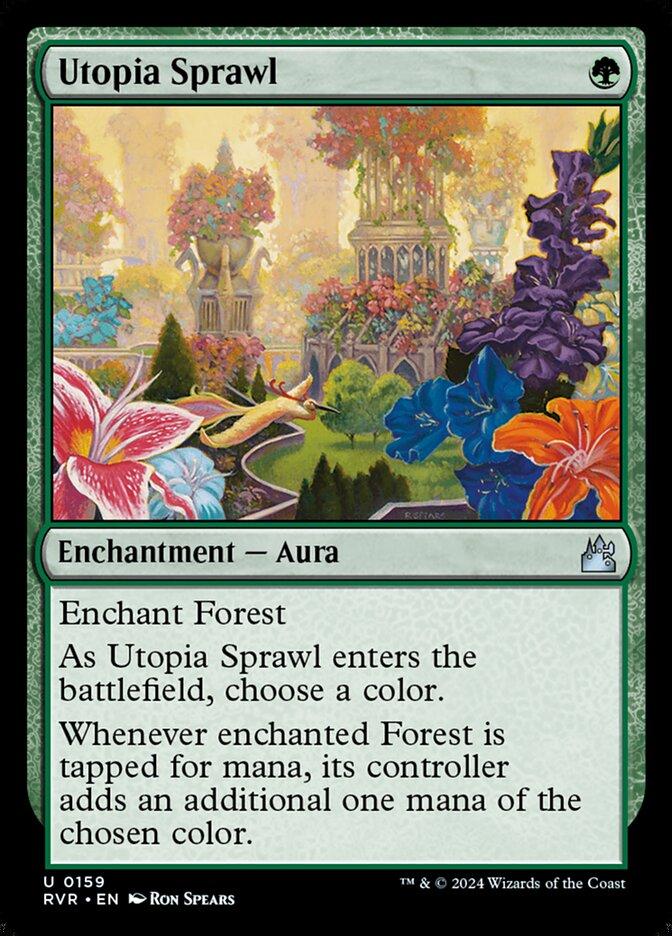 Utopia Sprawl
R. SPEARS
Enchantment — Aura
Enchant Forest
As Utopia Sprawl enters the
battlefield, choose a color.
Whenever enchanted Forest is
tapped for mana, its controller
adds an additional one mana of the
chosen color.
U 0159
RVR • EN Ron Spears
™ & © 2024 Wizards of the Coast